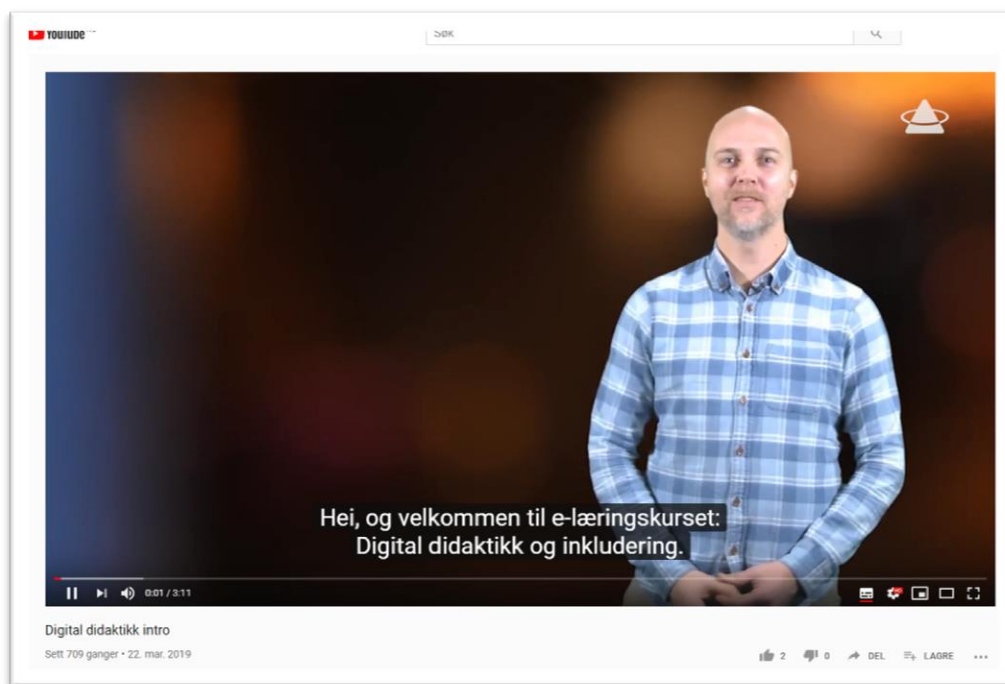 YouTube
Søk
Hei, og velkommen til e-læringskurset:
Digital didaktikk og inkludering.
0:01 / 3:11
Digital didaktikk intro
Sett 709 ganger • 22. mar. 2019
2 0 DEL LAGRE